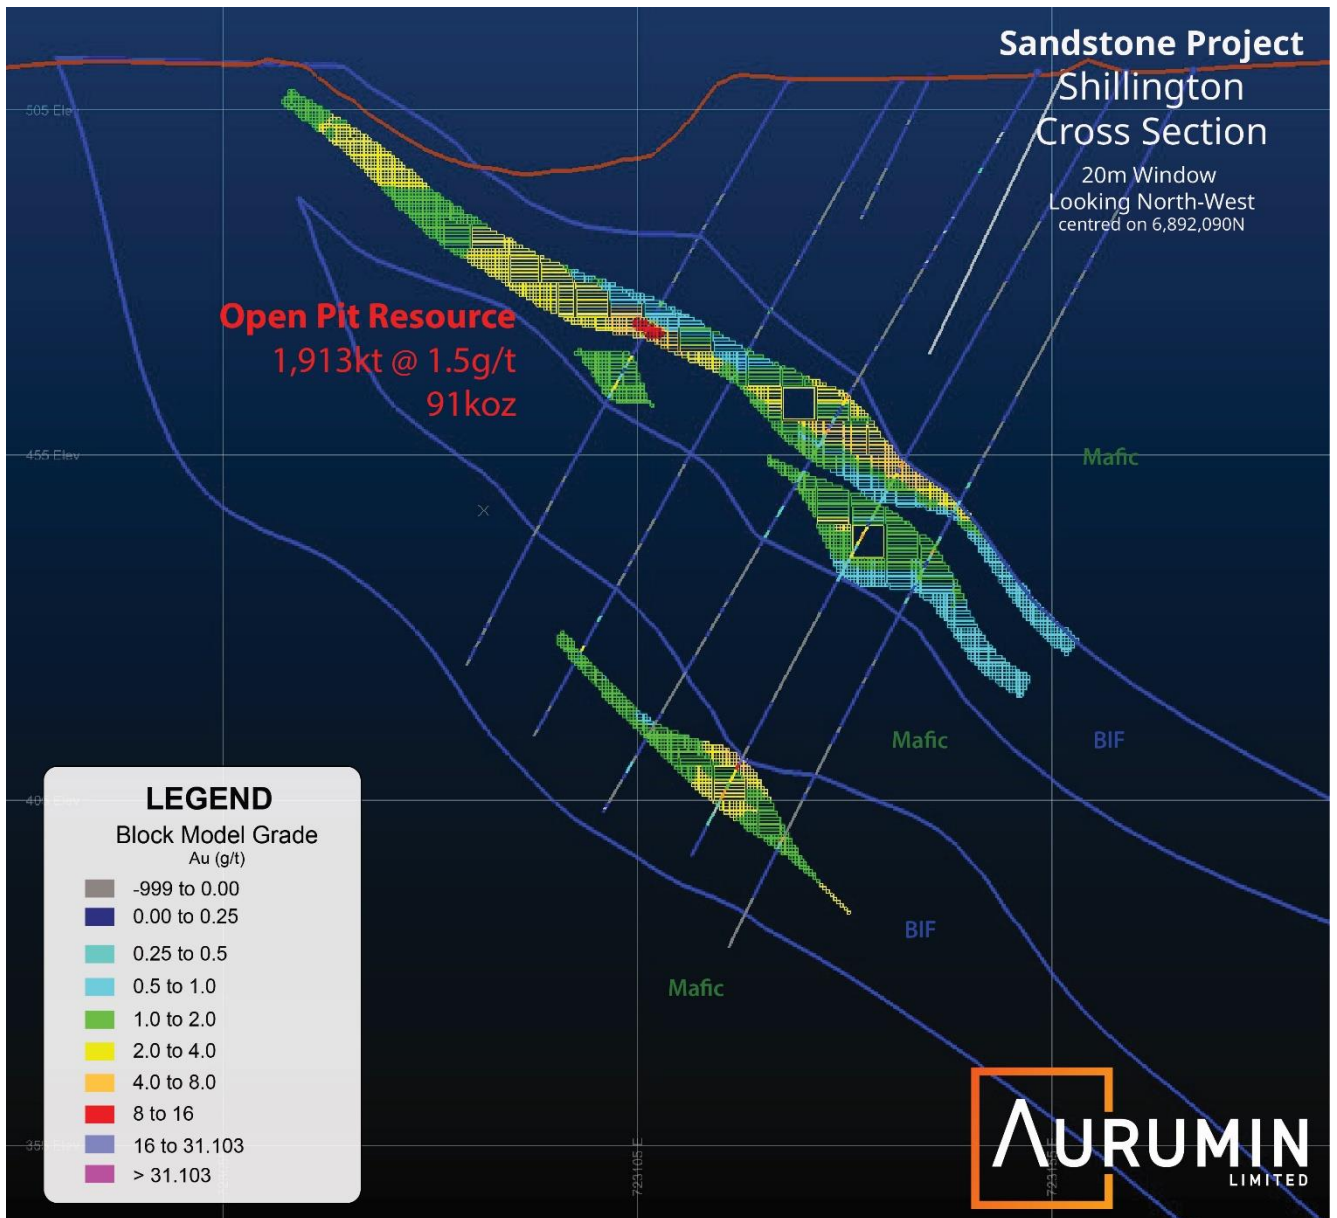 Sandstone Project
Shillington
Cross Section
20m Window
Looking North-West
centred on 6,892,090N
505 Elev
Open Pit Resource
1,913kt @ 1.5g/t
91koz
455 Elev
Mafic
Mafic
BIF
BIF
Mafic
LEGEND
Block Model Grade
Au (g/t)
-999 to 0.00
0.00 to 0.25
0.25 to 0.5
0.5 to 1.0
1.0 to 2.0
2.0 to 4.0
4.0 to 8.0
8 to 16
16 to 31.103
> 31.103
723105 E
723155 E
AURUMIN
LIMITED